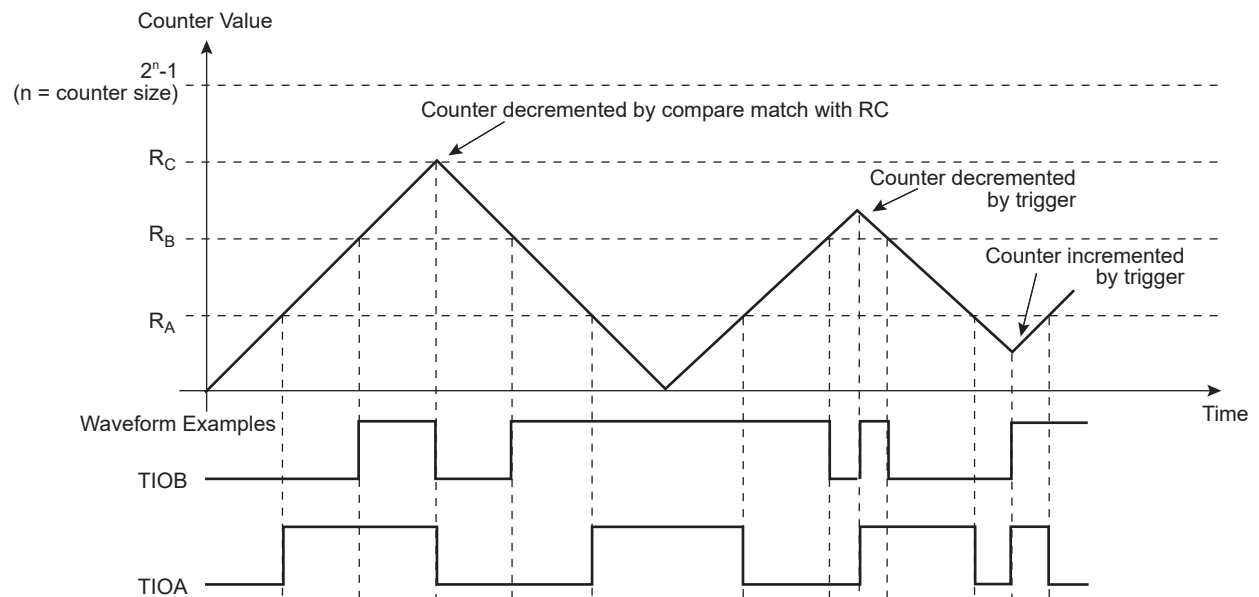 Counter Value
2ⁿ-1
(n = counter size)
Counter decremented by compare match with RC
R_C
Counter decremented
by trigger
R_B
Counter incremented
by trigger
R_A
Time
Waveform Examples
TIOB
TIOA